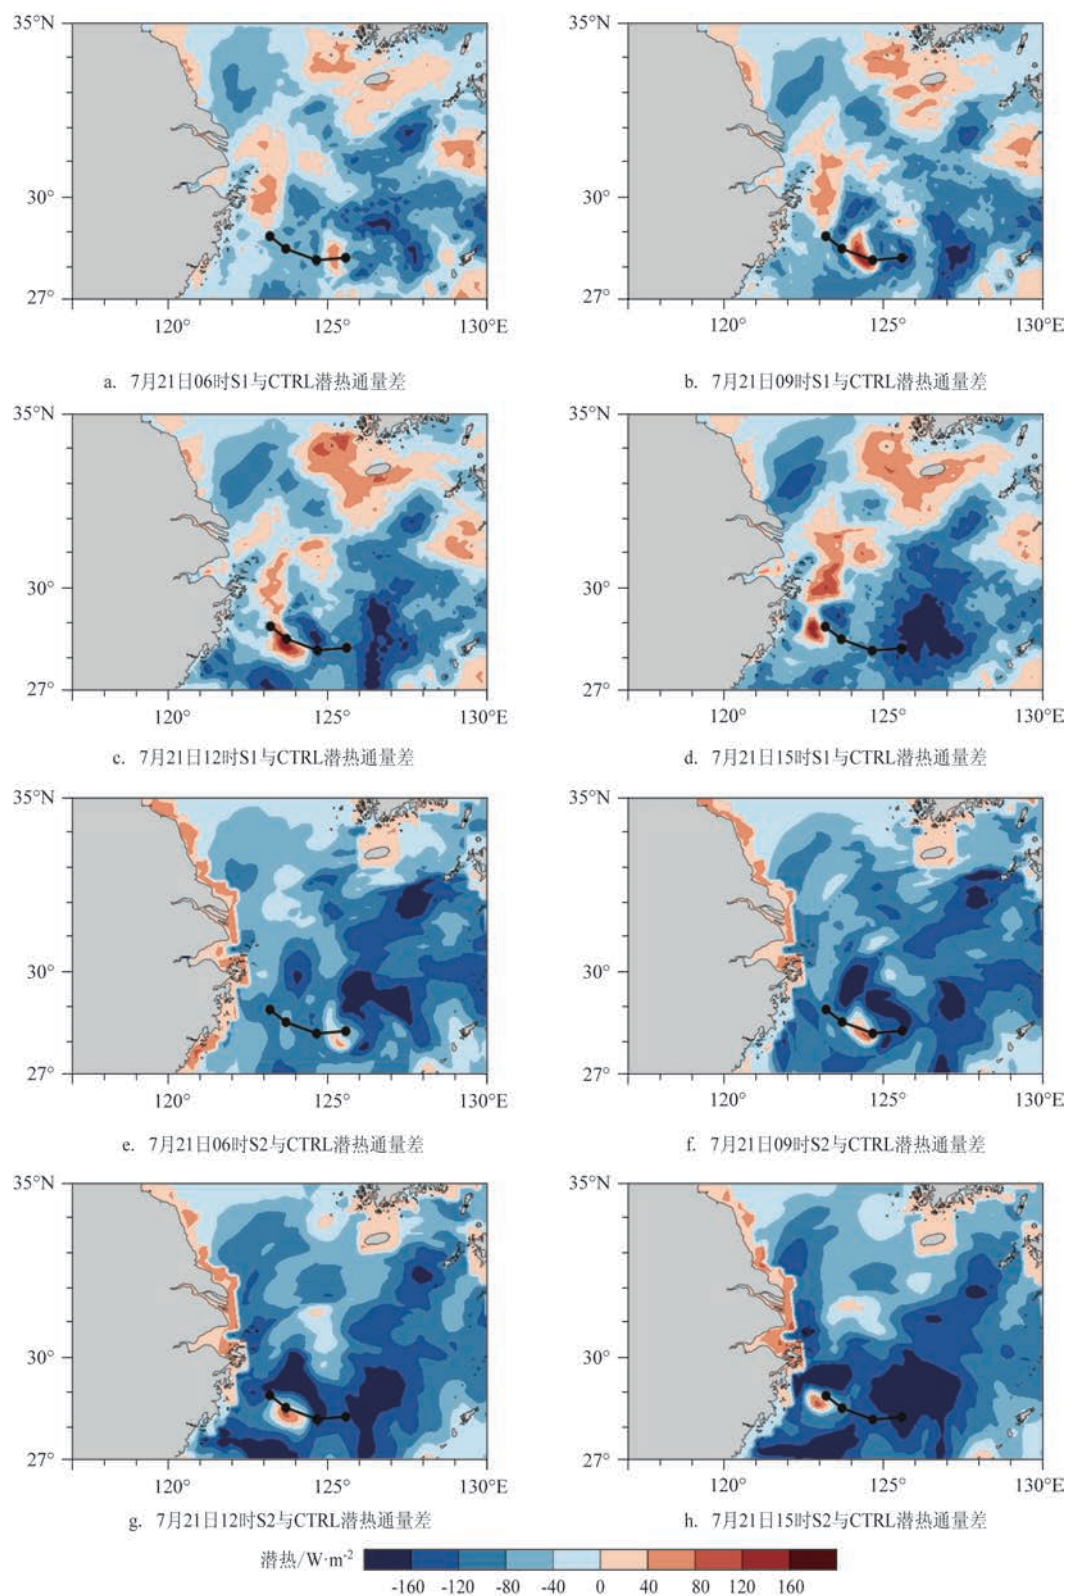 35°N 35°N
30° 30°
27° 27°
120° 125° 130°E 120° 125° 130°E
a. 7月21日06时S1与CTRL潜热通量差 b. 7月21日09时S1与CTRL潜热通量差
35°N 35°N
30° 30°
27° 27°
120° 125° 130°E 120° 125° 130°E
c. 7月21日12时S1与CTRL潜热通量差 d. 7月21日15时S1与CTRL潜热通量差
35°N 35°N
30° 30°
27° 27°
120° 125° 130°E 120° 125° 130°E
e. 7月21日06时S2与CTRL潜热通量差 f. 7月21日09时S2与CTRL潜热通量差
35°N 35°N
30° 30°
27° 27°
120° 125° 130°E 120° 125° 130°E
g. 7月21日12时S2与CTRL潜热通量差 h. 7月21日15时S2与CTRL潜热通量差
潜热/W·m⁻²
-160 -120 -80 -40 0 40 80 120 160